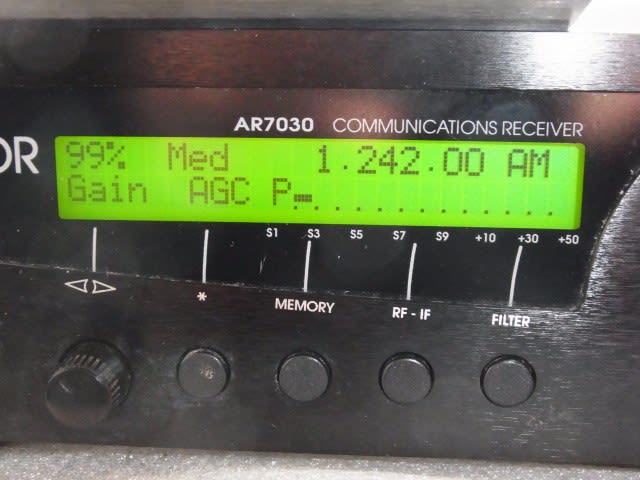 AR7030 COMMUNICATIONS RECEIVER
OR
99% Med 1.242.00 AM
Gain AGC P
S1 S3 S5 S7 S9 +10 +30 +50
* MEMORY RF - IF FILTER